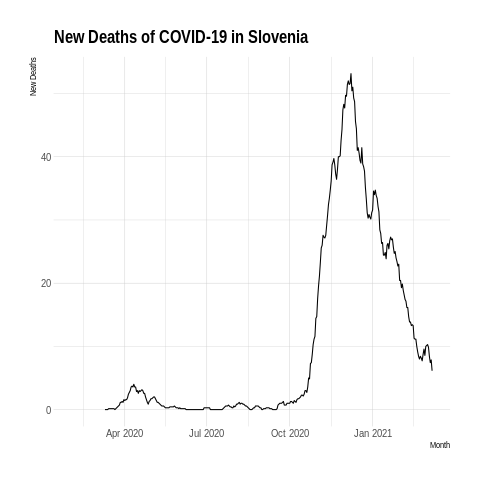 New Deaths of COVID-19 in Slovenia
New Deaths
40
20
0
Apr 2020 Jul 2020 Oct 2020 Jan 2021
Month